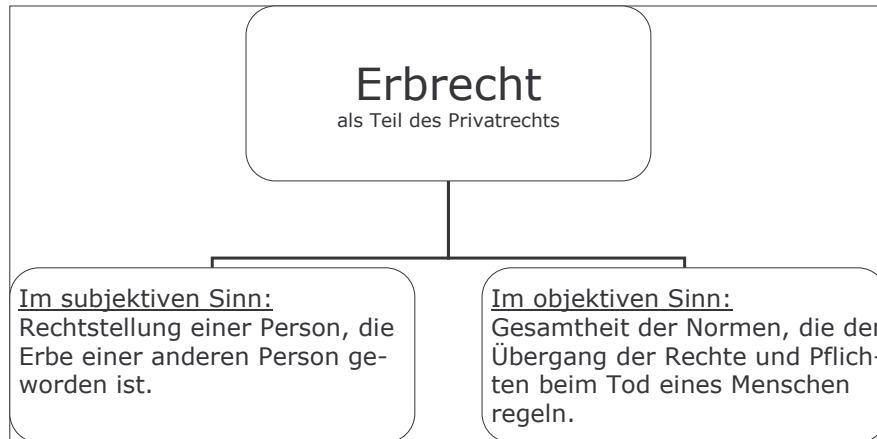 Erbrecht
als Teil des Privatrechts
Im subjektiven Sinn:
Rechtstellung einer Person, die
Erbe einer anderen Person ge-
worden ist.
Im objektiven Sinn:
Gesamtheit der Normen, die den
Übergang der Rechte und Pflich-
ten beim Tod eines Menschen
regeln.